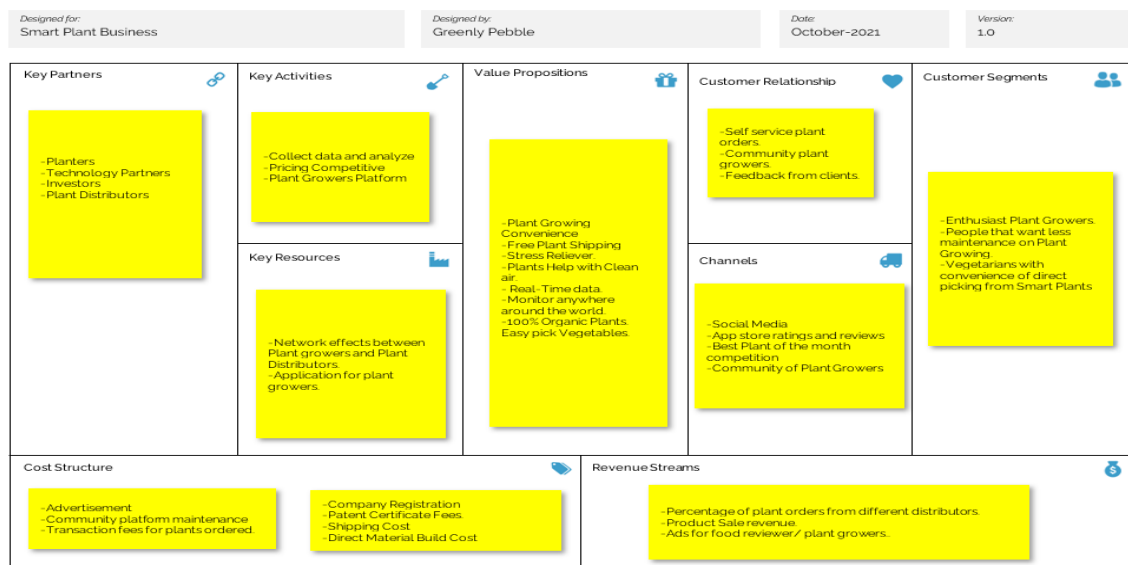 Designed for:
Smart Plant Business
Designed by:
Greenly Pebble
Date:
October-2021
Version:
1.0
Key Partners
-Planters
-Technology Partners
-Investors
-Plant Distributors
Key Activities
-Collect data and analyze
-Pricing Competitive
-Plant Growers Platform
Key Resources
-Network effects between
Plant growers and Plant
Distributors.
-Application for plant
growers.
Value Propositions
-Plant Growing
Convenience
-Free Plant Shipping
-Stress Reliever.
-Plants Help with Clean
air.
- Real-Time data.
-Monitor anywhere
around the world.
-100% Organic Plants.
Easy pick Vegetables.
Customer Relationship
-Self service plant
orders.
-Community plant
growers.
-Feedback from clients.
Channels
-Social Media
-App store ratings and reviews
-Best Plant of the month
competition
-Community of Plant Growers
Customer Segments
-Enthusiast Plant Growers.
-People that want less
maintenance on Plant
Growing.
-Vegetarians with
convenience of direct
picking from Smart Plants
Cost Structure
-Advertisement
-Community platform maintenance
-Transaction fees for plants ordered.
-Company Registration
-Patent Certificate Fees.
-Shipping Cost
-Direct Material Build Cost
Revenue Streams
-Percentage of plant orders from different distributors.
-Product Sale revenue.
-Ads for food reviewer/ plant growers..